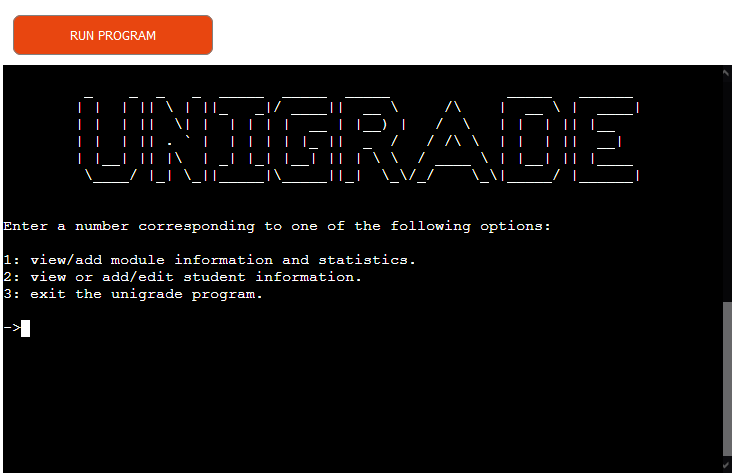 RUN PROGRAM
UNIGRADE
Enter a number corresponding to one of the following options:
1: view/add module information and statistics.
2: view or add/edit student information.
3: exit the unigrade program.
->